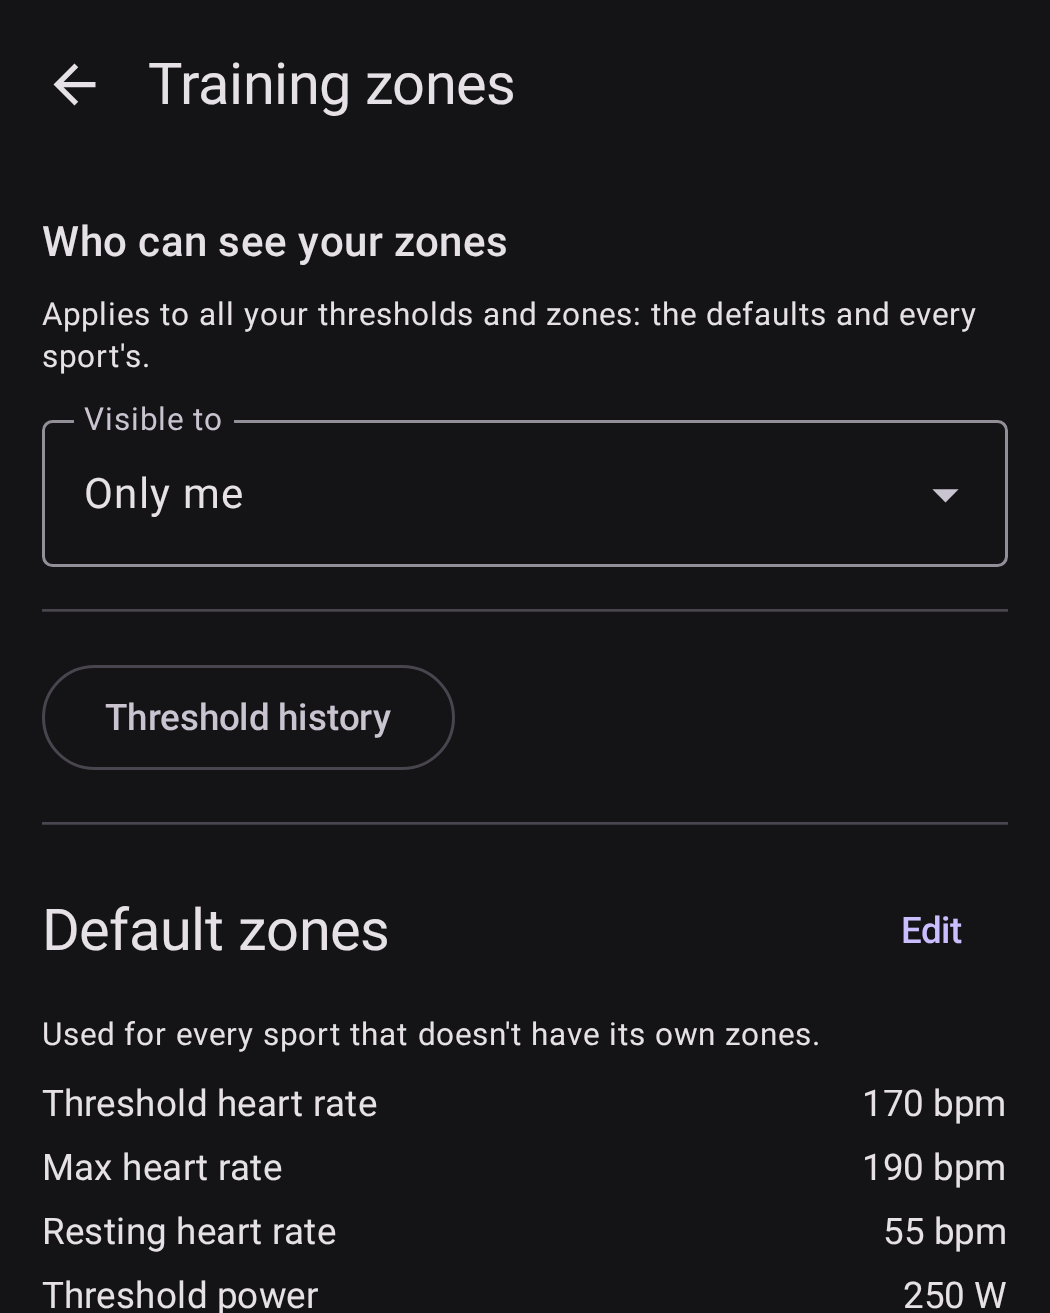 Training zones
Who can see your zones
Applies to all your thresholds and zones: the defaults and every
sport's.
Visible to
Only me
Threshold history
Default zones
Edit
Used for every sport that doesn't have its own zones.
Threshold heart rate 170 bpm
Max heart rate 190 bpm
Resting heart rate 55 bpm
Threshold power 250 W